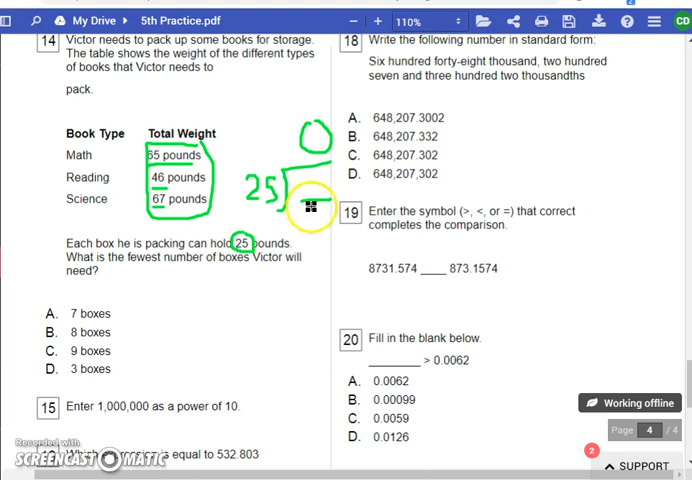 Drive
5th Practice.pdf
110%
CD
14
Victor needs to pack up some books for storage.
The table shows the weight of the different types
of books that Victor needs to
pack.
Book Type Total Weight
Math 65 pounds
Reading 46 pounds
Science 67 pounds
25
Each box he is packing can hold 25 pounds.
What is the fewest number of boxes Victor will
need?
A. 7 boxes
B. 8 boxes
C. 9 boxes
D. 3 boxes
15
Enter 1,000,000 as a power of 10.
Which expression is equal to 532.803
18
Write the following number in standard form:
Six hundred forty-eight thousand, two hundred
seven and three hundred two thousandths
A. 648,207.3002
B. 648,207.332
C. 648,207.302
D. 648,207,302
19
Enter the symbol (>, <, or =) that correct
completes the comparison.
8731.574 ____ 873.1574
20
Fill in the blank below.
_______ > 0.0062
A. 0.0062
B. 0.00099
C. 0.0059
D. 0.0126
Working offline
Page 4 / 4
2
SUPPORT
Recorded with
SCREENCAST MATIC